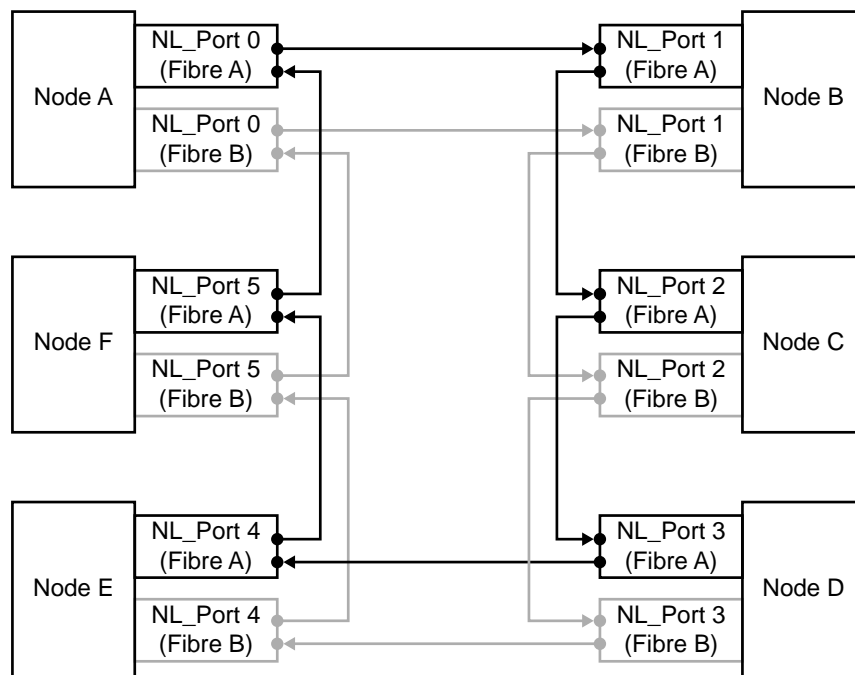 NL_Port 0
(Fibre A)
Node A
NL_Port 0
(Fibre B)
NL_Port 1
(Fibre A)
Node B
NL_Port 1
(Fibre B)
NL_Port 5
(Fibre A)
Node F
NL_Port 5
(Fibre B)
NL_Port 2
(Fibre A)
Node C
NL_Port 2
(Fibre B)
NL_Port 4
(Fibre A)
Node E
NL_Port 4
(Fibre B)
NL_Port 3
(Fibre A)
Node D
NL_Port 3
(Fibre B)